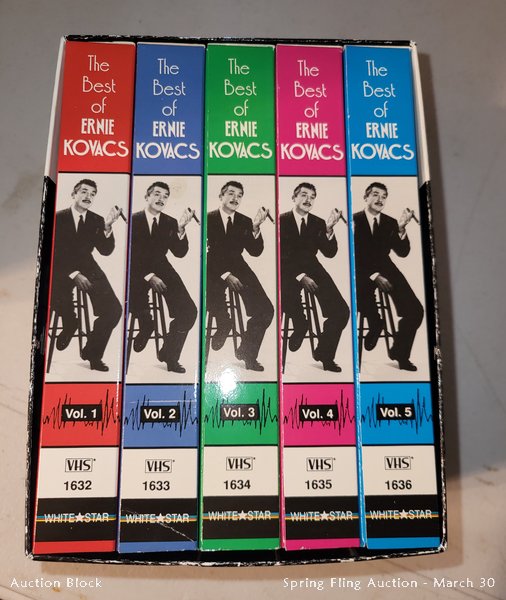 The
Best
of
ERNIE
KOVACS
Vol. 1
VHS
1632
WHITE★STAR
The
Best
of
ERNIE
KOVACS
Vol. 2
VHS
1633
WHITE★STAR
The
Best
of
ERNIE
KOVACS
Vol. 3
VHS
1634
WHITE★STAR
The
Best
of
ERNIE
KOVACS
Vol. 4
VHS
1635
WHITE★STAR
The
Best
of
ERNIE
KOVACS
Vol. 5
VHS
1636
WHITE★STAR
Auction Block
Spring Fling Auction - March 30